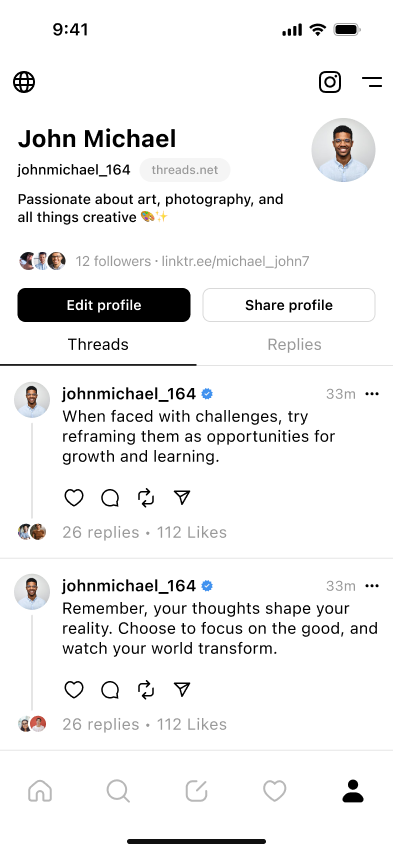 9:41
John Michael
johnmichael_164 threads.net
Passionate about art, photography, and
all things creative 🎨✨
12 followers · linktr.ee/michael_john7
Edit profile
Share profile
Threads
Replies
johnmichael_164 33m
When faced with challenges, try
reframing them as opportunities for
growth and learning.
26 replies • 112 Likes
johnmichael_164 33m
Remember, your thoughts shape your
reality. Choose to focus on the good, and
watch your world transform.
26 replies • 112 Likes